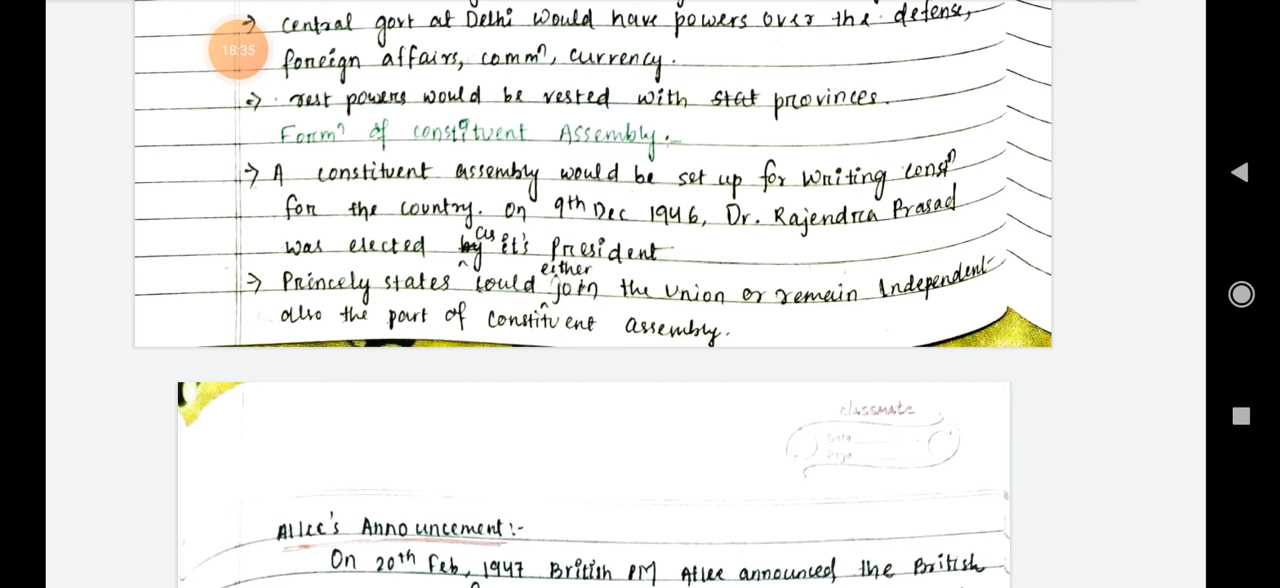 → Central govt at Delhi would have powers over the defense,
18:35
foreign affairs, commⁿ, currency.
→ rest powers would be vested with stat provinces.
Formⁿ of constituent Assembly:-
→ A constituent assembly would be set up for writing constⁿ
for the country. On 9th Dec 1946, Dr. Rajendra Prasad
was elected by as it's President
→ Princely states could either join the union or remain Independent
also the part of constituent assembly.
classmate
Date
Page
Atlee's Announcement:-
On 20th Feb, 1947 British PM Atlee announced, the British